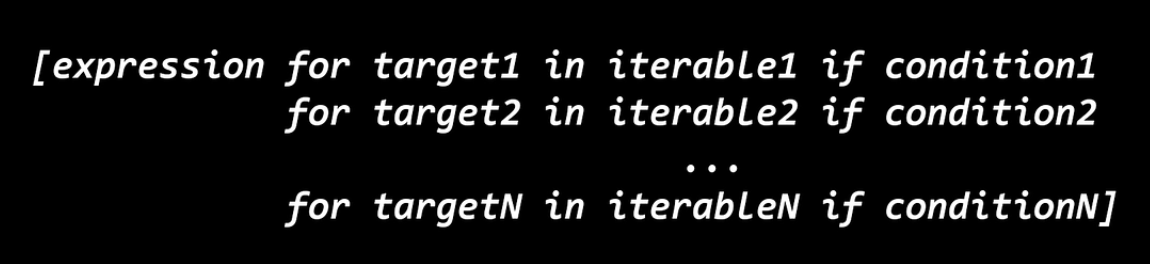 [expression for target1 in iterable1 if condition1
for target2 in iterable2 if condition2
...
for targetN in iterableN if conditionN]